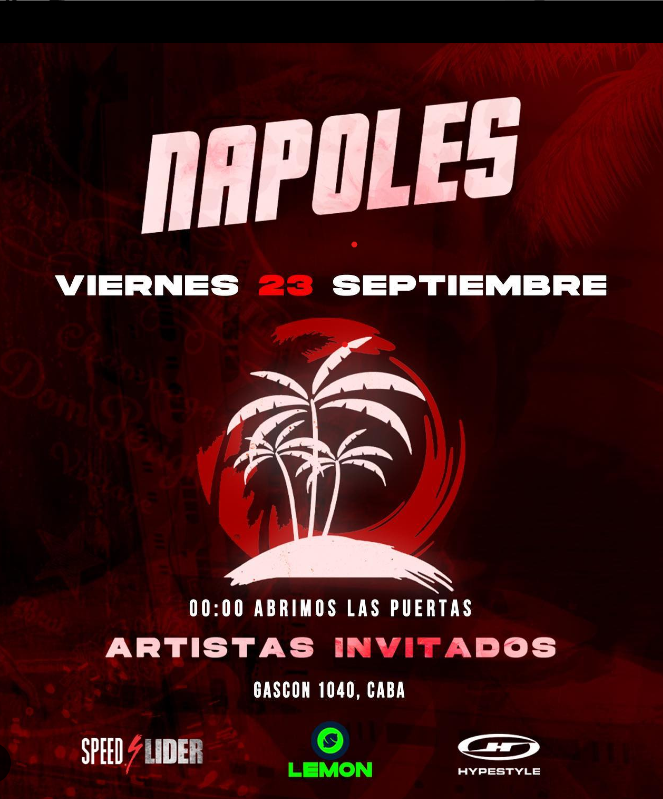 NAPOLES
VIERNES 23 SEPTIEMBRE
00:00 ABRIMOS LAS PUERTAS
ARTISTAS INVITADOS
GASCON 1040, CABA
SPEED LIDER
LEMON
H
HYPESTYLE